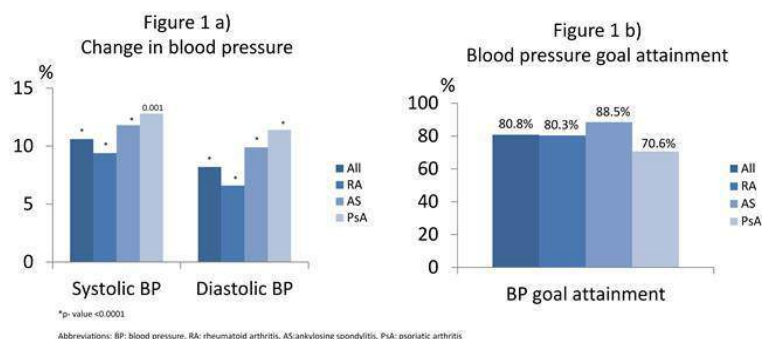 Figure 1 a)
Change in blood pressure
%
15
10
5
0
*
*
*
0.001
*
*
*
*
All
RA
AS
PsA
Systolic BP
Diastolic BP
*p- value <0.0001
Abbreviations: BP: blood pressure, RA: rheumatoid arthritis, AS:ankylosing spondylitis, PsA: psoriatic arthritis
Figure 1 b)
Blood pressure goal attainment
%
100
80
60
40
20
0
80.8%
80.3%
88.5%
70.6%
All
RA
AS
PsA
BP goal attainment